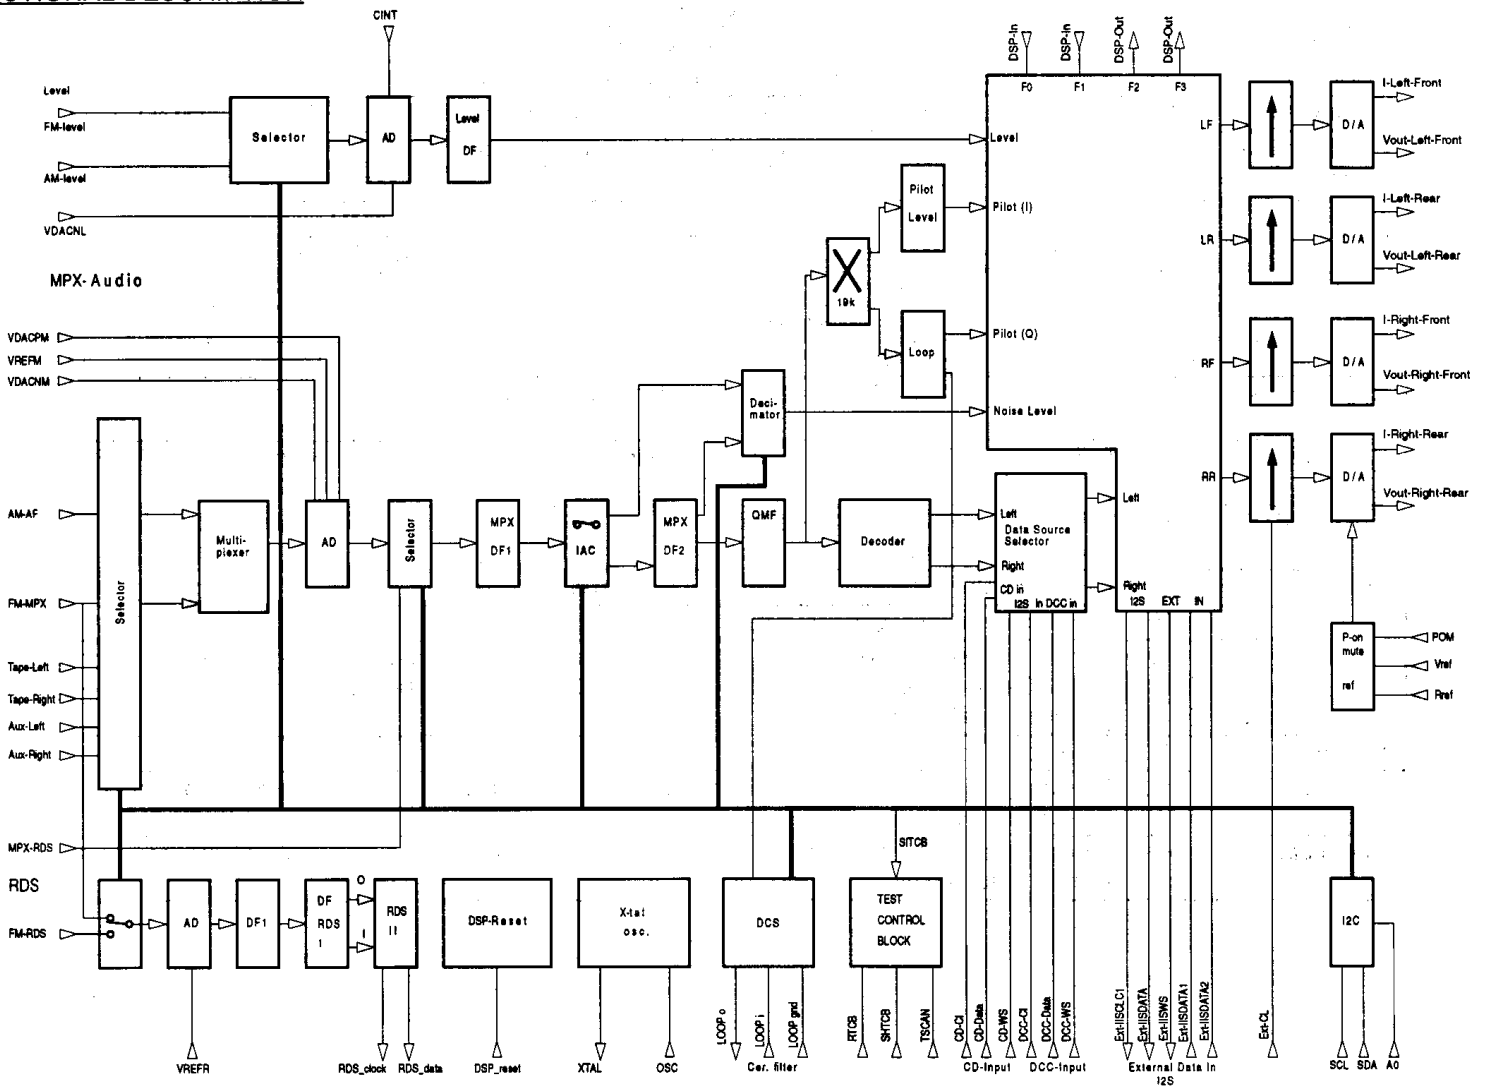 CINT
DSP-In
DSP-In
DSP-Out
DSP-Out
F0
F1
F2
F3
Level
FM-level
AM-level
VDACNL
Selector
AD
Level
DF
Level
LF
D/A
I-Left-Front
Vout-Left-Front
Pilot
Level
Pilot (I)
LR
D/A
I-Left-Rear
Vout-Left-Rear
MPX-Audio
19k
VDACPM
VREFM
VDACNM
Loop
Pilot (Q)
RF
D/A
I-Right-Front
Vout-Right-Front
Deci-
mator
Noise Level
RR
D/A
I-Right-Rear
Vout-Right-Rear
AM-AF
FM-MPX
Tape-Left
Tape-Right
Aux-Left
Aux-Right
Selector
Multi-
plexer
AD
Selector
MPX
DF1
IAC
MPX
DF2
QMF
Decoder
Left
Data Source
Selector
Right
CD in
I2S in DCC in
Left
Right
I2S EXT IN
P-on
mute
ref
POM
Vref
Rref
MPX-RDS
RDS
FM-RDS
AD
DF1
DF
RDS
I
Q
I
RDS
II
DSP-Reset
X-tal
osc.
DCS
SITCB
TEST
CONTROL
BLOCK
I2C
VREFR
RDS_clock
RDS_data
DSP_reset
XTAL
OSC
LOOP o
LOOP i
LOOP gnd
Cer. filter
RTCB
SHTCB
TSCAN
CD-Cl
CD-Data
CD-WS
CD-Input
DCC-Cl
DCC-Data
DCC-WS
DCC-Input
Ext-IISCLC1
Ext-IISDATA
Ext-IISWS
Ext-IISDATA1
Ext-IISDATA2
External Data In
I2S
Ext-CL
SCL
SDA
A0